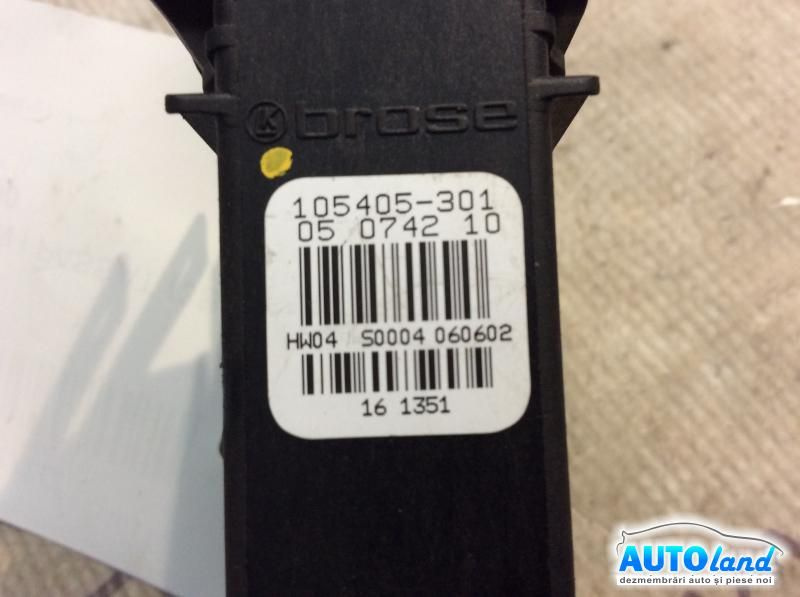 K brose
105405-301
05 0742 10
HW04 S0004 060602
16 1351
AUTOland
dezmembrări auto și piese noi